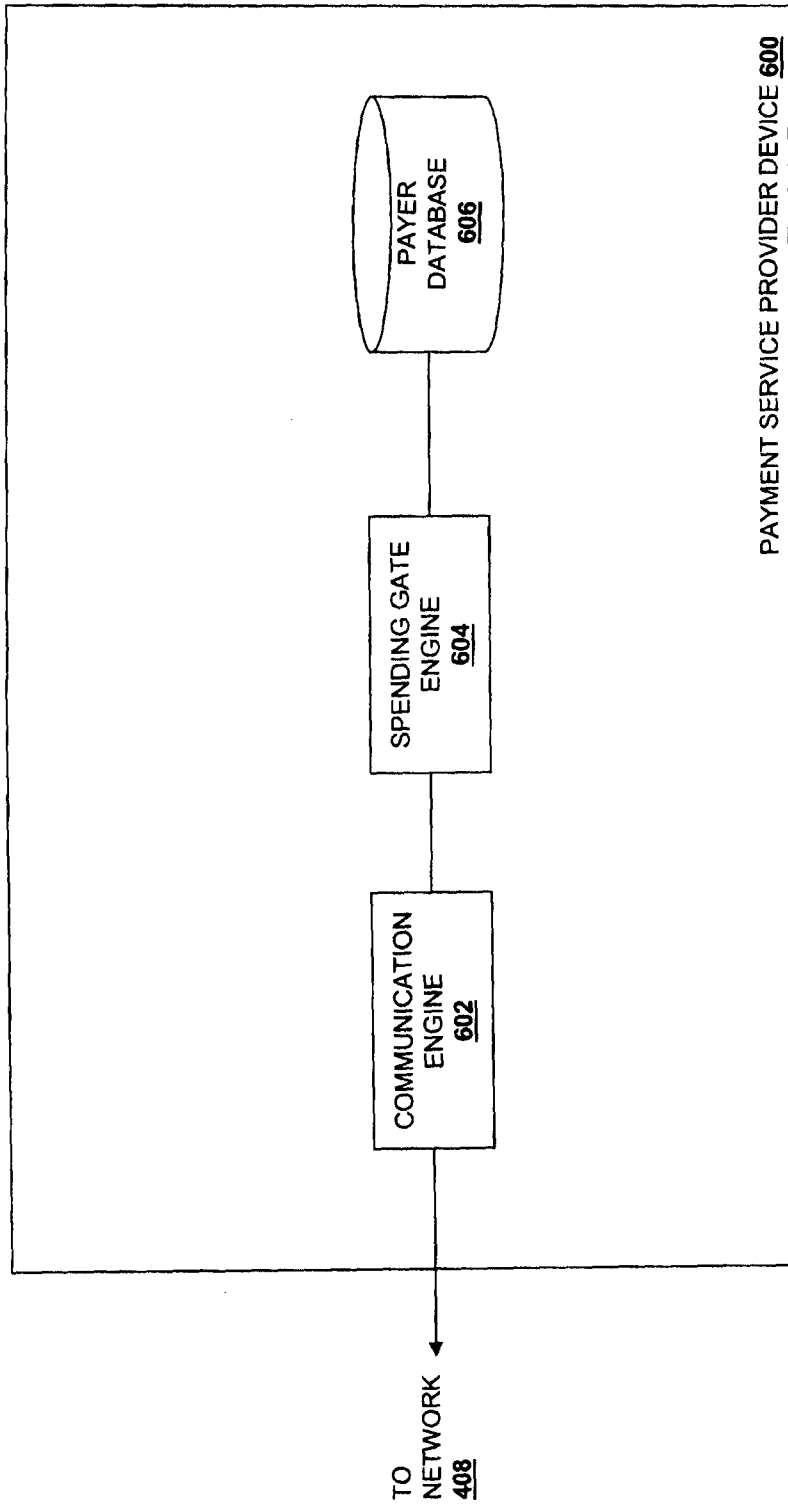 TO
NETWORK
408
COMMUNICATION
ENGINE
602
SPENDING GATE
ENGINE
604
PAYER
DATABASE
606
PAYMENT SERVICE PROVIDER DEVICE 600